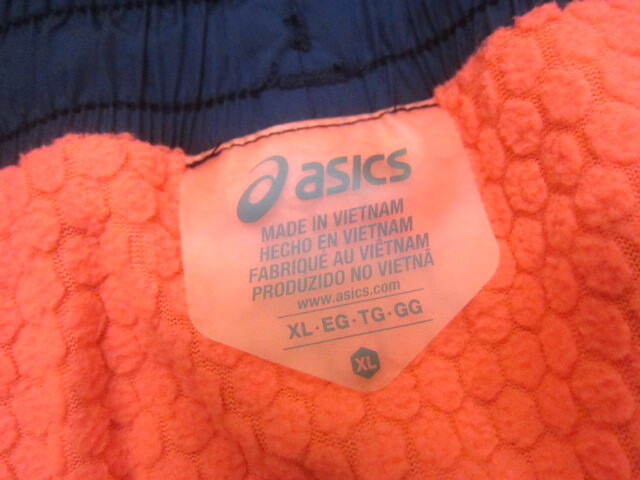 asics
MADE IN VIETNAM
HECHO EN VIETNAM
FABRIQUÉ AU VIÊTNAM
PRODUZIDO NO VIETNÃ
www.asics.com
XL·EG·TG·GG
XL